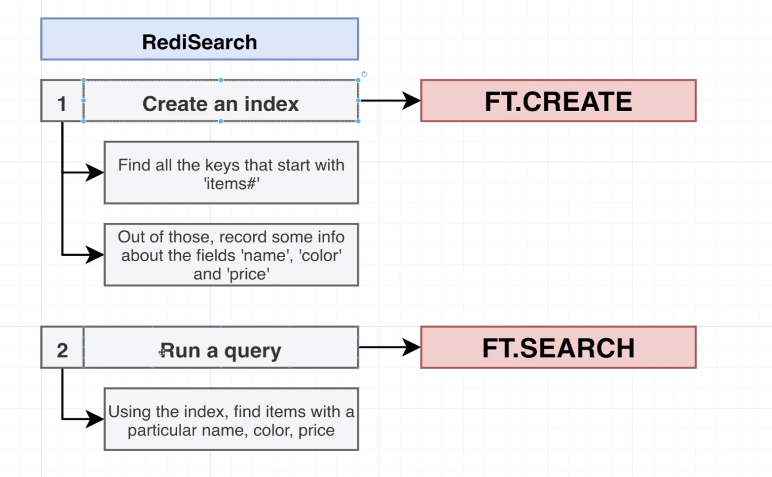 RediSearch
1
Create an index
FT.CREATE
Find all the keys that start with
'items#'
Out of those, record some info
about the fields 'name', 'color'
and 'price'
2
Run a query
FT.SEARCH
Using the index, find items with a
particular name, color, price